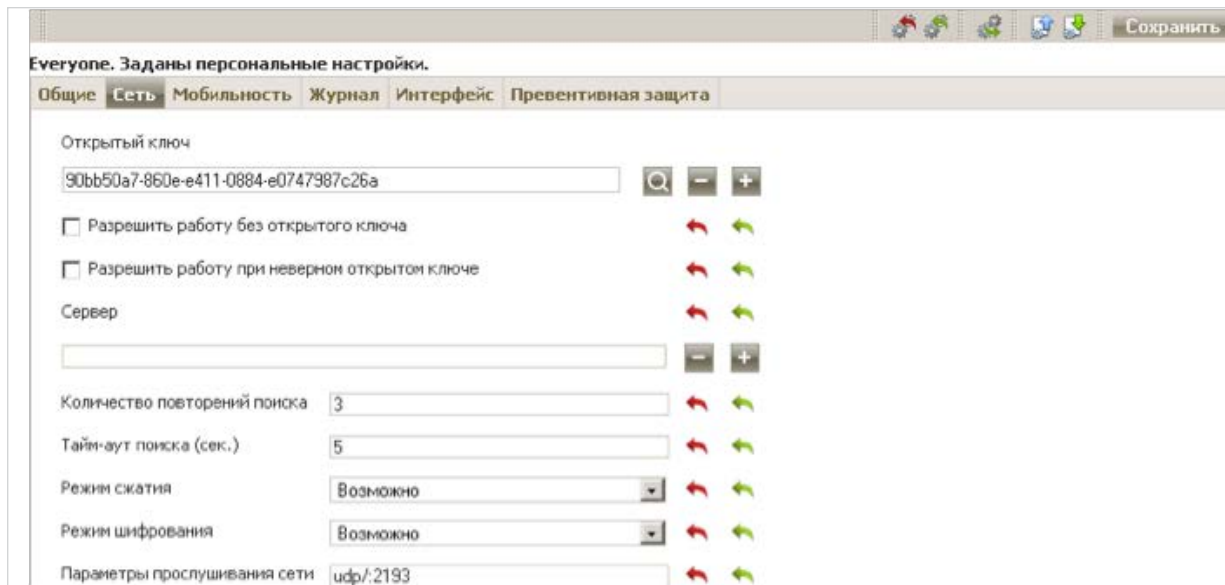 Сохранить
Everyone. Заданы персональные настройки.
Общие Сеть Мобильность Журнал Интерфейс Превентивная защита
Открытый ключ
90bb50a7-860e-e411-0884-e0747987c26a
Разрешить работу без открытого ключа
Разрешить работу при неверном открытом ключе
Сервер
Количество повторений поиска 3
Тайм-аут поиска (сек.) 5
Режим сжатия Возможно
Режим шифрования Возможно
Параметры прослушивания сети udp/:2193